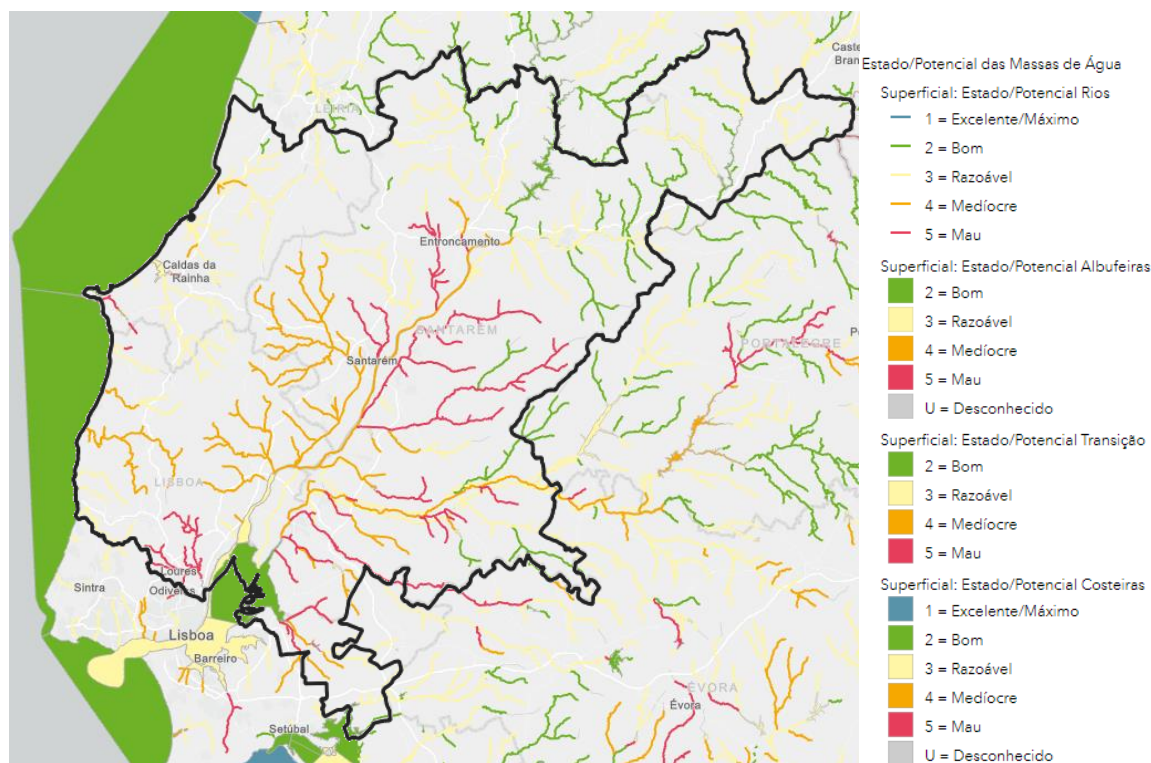 Caste
Bran
LEIRIA
Entroncamento
Caldas da
Rainha
SANTARÉM
Santarém
PORTALEGRE
LISBOA
Loures
Sintra
Odivelas
Lisboa
Barreiro
ÉVORA
Évora
Setúbal
Estado/Potencial das Massas de Água
Superficial: Estado/Potencial Rios
1 = Excelente/Máximo
2 = Bom
3 = Razoável
4 = Medíocre
5 = Mau
Superficial: Estado/Potencial Albufeiras
2 = Bom
3 = Razoável
4 = Medíocre
5 = Mau
U = Desconhecido
Superficial: Estado/Potencial Transição
2 = Bom
3 = Razoável
4 = Medíocre
5 = Mau
Superficial: Estado/Potencial Costeiras
1 = Excelente/Máximo
2 = Bom
3 = Razoável
4 = Medíocre
5 = Mau
U = Desconhecido